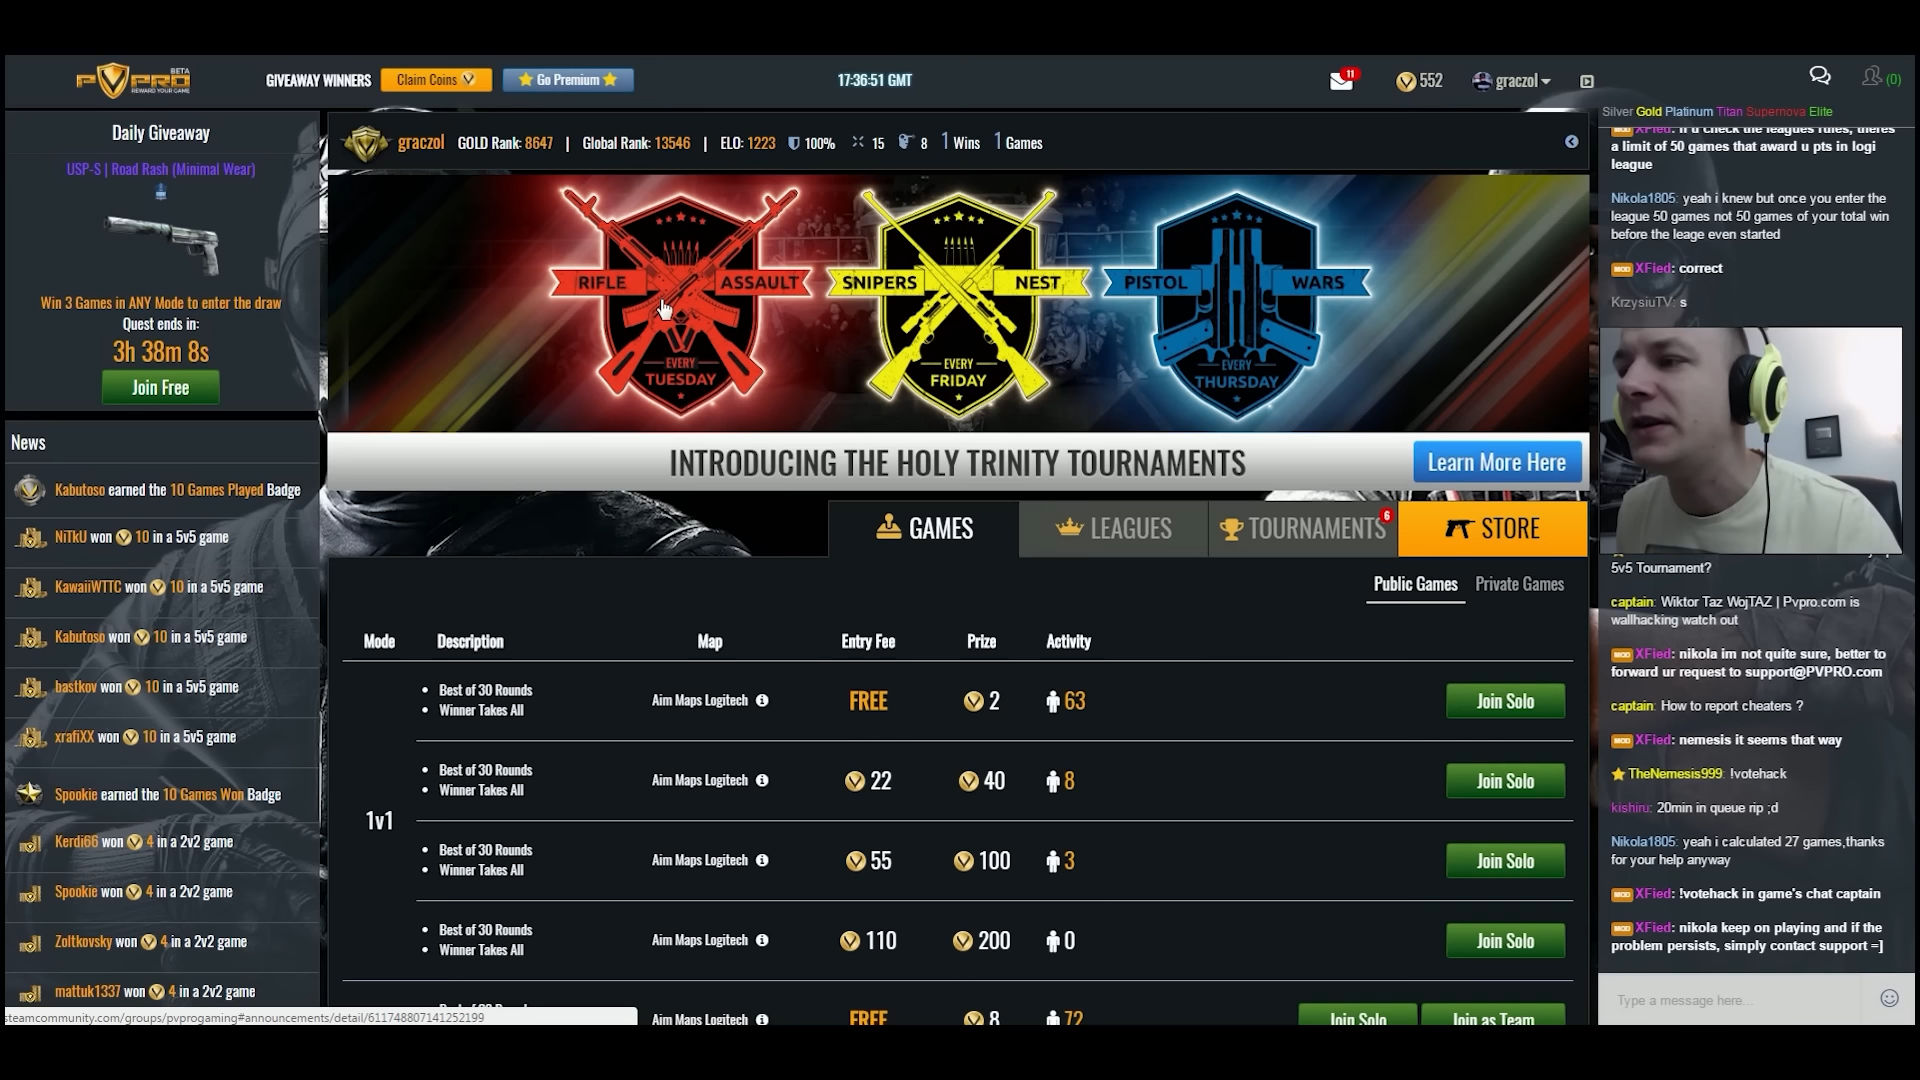 PVPRO BETA
REWARD YOUR GAME
GIVEAWAY WINNERS
Claim Coins
Go Premium
17:36:51 GMT
11
552
graczol
(0)
Daily Giveaway
USP-S | Road Rash (Minimal Wear)
Win 3 Games in ANY Mode to enter the draw
Quest ends in:
3h 38m 8s
Join Free
News
Kabutoso earned the 10 Games Played Badge
NiTkU won 10 in a 5v5 game
KawaiiWTTC won 10 in a 5v5 game
Kabutoso won 10 in a 5v5 game
bastkov won 10 in a 5v5 game
xrafiXX won 10 in a 5v5 game
Spookie earned the 10 Games Won Badge
Kerdi66 won 4 in a 2v2 game
Spookie won 4 in a 2v2 game
Zoltkovsky won 4 in a 2v2 game
mattuk1337 won 4 in a 2v2 game
steamcommunity.com/groups/pvprogaming#announcements/detail/611748807141252199
graczol GOLD Rank: 8647 | Global Rank: 13546 | ELO: 1223 100% 15 8 1 Wins 1 Games
RIFLE ASSAULT
EVERY
TUESDAY
SNIPERS NEST
EVERY
FRIDAY
PISTOL WARS
EVERY
THURSDAY
INTRODUCING THE HOLY TRINITY TOURNAMENTS
Learn More Here
GAMES
LEAGUES
TOURNAMENTS 6
STORE
Public Games Private Games
Mode Description Map Entry Fee Prize Activity
1v1
Best of 30 Rounds
Winner Takes All
Aim Maps Logitech FREE 2 63 Join Solo
Best of 30 Rounds
Winner Takes All
Aim Maps Logitech 22 40 8 Join Solo
Best of 30 Rounds
Winner Takes All
Aim Maps Logitech 55 100 3 Join Solo
Best of 30 Rounds
Winner Takes All
Aim Maps Logitech 110 200 0 Join Solo
Aim Maps Logitech FREE 8 72 Join Solo Join as Team
Silver Gold Platinum Titan Supernova Elite
MOD XFied: if u check the leagues rules, theres
a limit of 50 games that award u pts in logi
league
Nikola1805: yeah i knew but once you enter the
league 50 games not 50 games of your total win
before the leage even started
MOD XFied: correct
KrzysiuTV: s
PVPRO
5v5 Tournament?
captain: Wiktor Taz WojTAZ | Pvpro.com is
wallhacking watch out
MOD XFied: nikola im not quite sure, better to
forward ur request to support@PVPRO.com
captain: How to report cheaters ?
MOD XFied: nemesis it seems that way
TheNemesis999: !votehack
kishiru: 20min in queue rip ;d
Nikola1805: yeah i calculated 27 games,thanks
for your help anyway
MOD XFied: !votehack in game's chat captain
MOD XFied: nikola keep on playing and if the
problem persists, simply contact support =]
Type a message here...